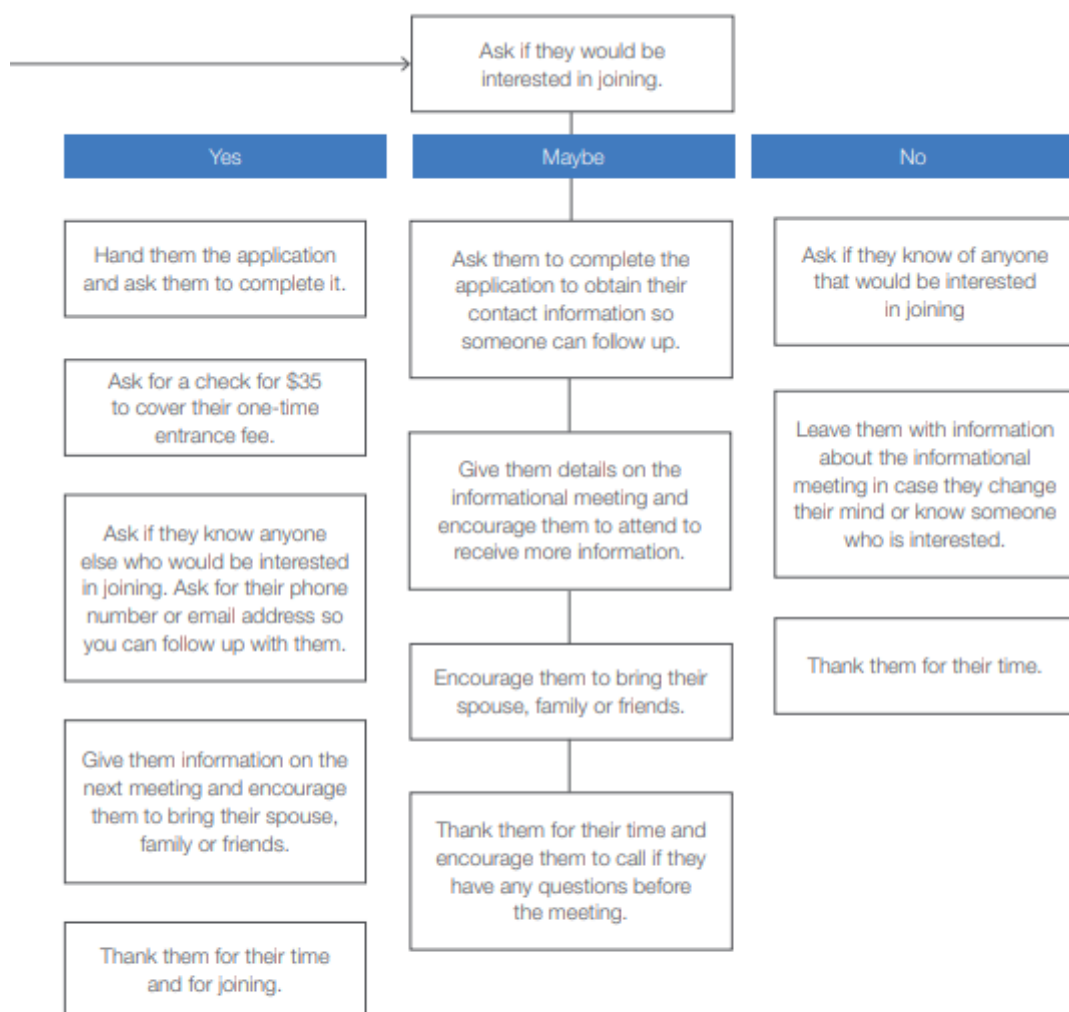 Ask if they would be
interested in joining.
Yes
Maybe
No
Hand them the application
and ask them to complete it.
Ask for a check for $35
to cover their one-time
entrance fee.
Ask if they know anyone
else who would be interested
in joining. Ask for their phone
number or email address so
you can follow up with them.
Give them information on the
next meeting and encourage
them to bring their spouse,
family or friends.
Thank them for their time
and for joining.
Ask them to complete the
application to obtain their
contact information so
someone can follow up.
Give them details on the
informational meeting and
encourage them to attend to
receive more information.
Encourage them to bring their
spouse, family or friends.
Thank them for their time and
encourage them to call if they
have any questions before
the meeting.
Ask if they know of anyone
that would be interested
in joining
Leave them with information
about the informational
meeting in case they change
their mind or know someone
who is interested.
Thank them for their time.